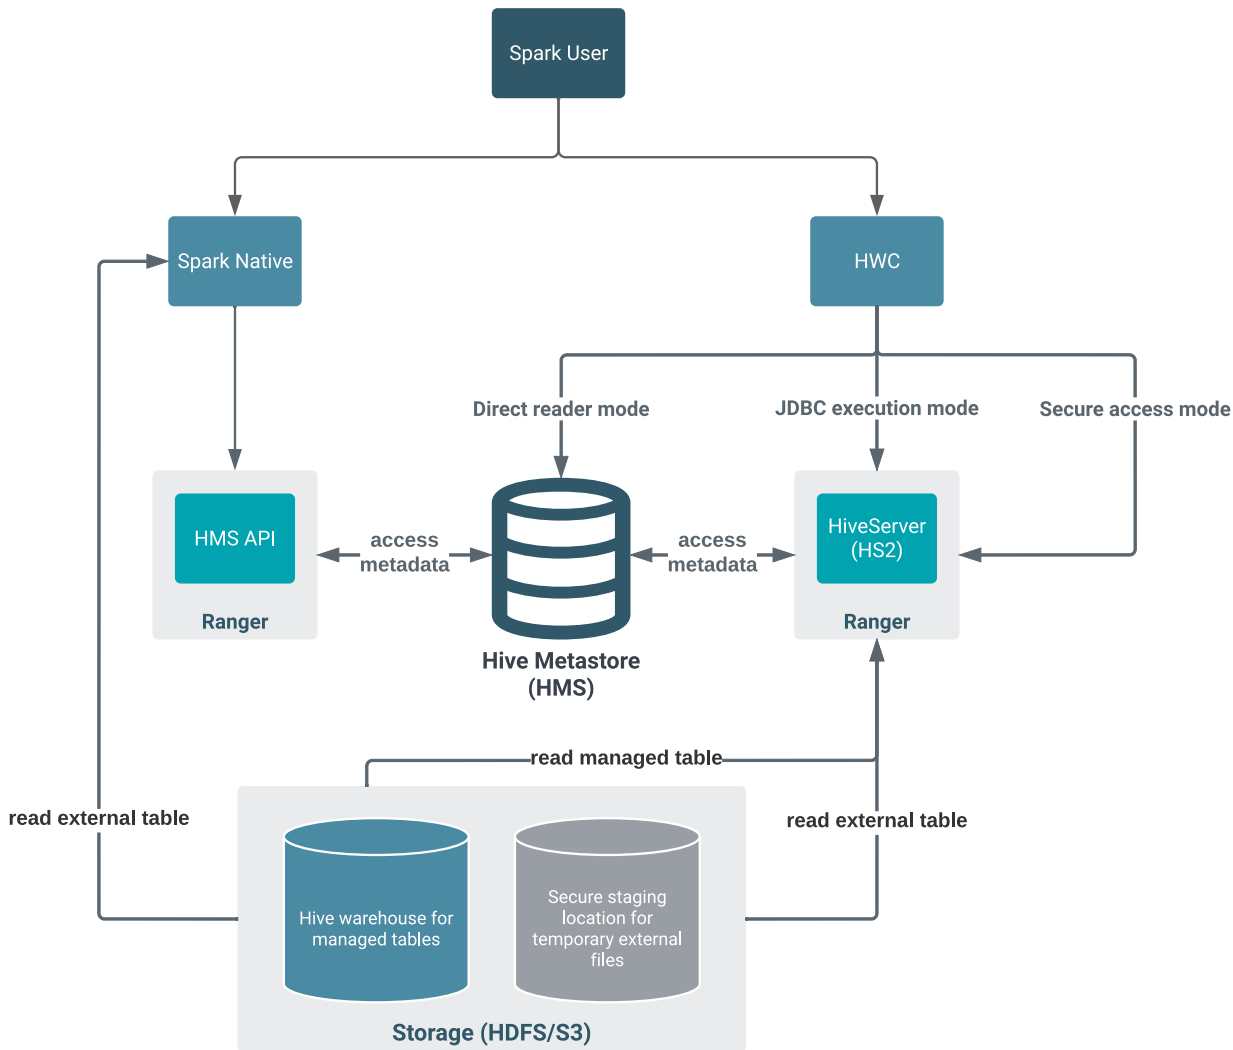 Spark User
Spark Native
HWC
Direct reader mode
JDBC execution mode
Secure access mode
HMS API
Ranger
access
metadata
Hive Metastore
(HMS)
access
metadata
HiveServer
(HS2)
Ranger
read managed table
read external table
read external table
Hive warehouse for
managed tables
Secure staging
location for
temporary external
files
Storage (HDFS/S3)